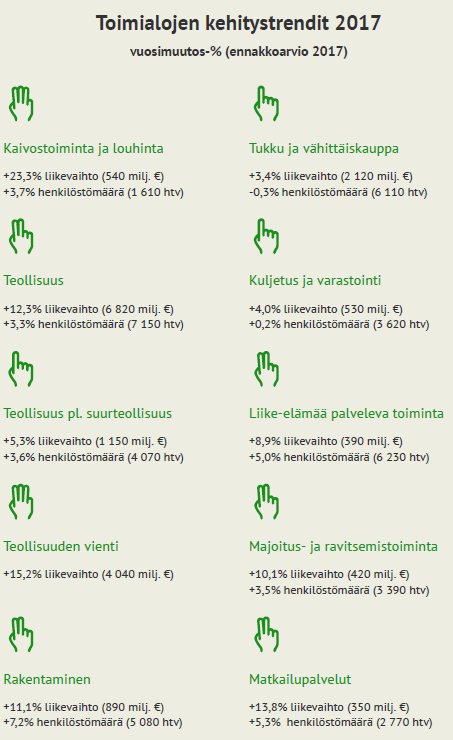 Toimialojen kehitystrendit 2017
vuosimuutos-% (ennakkoarvio 2017)
Kaivostoiminta ja louhinta
+23,3% liikevaihto (540 milj. €)
+3,7% henkilöstömäärä (1 610 htv)
Tukku ja vähittäiskauppa
+3,4% liikevaihto (2 120 milj. €)
-0,3% henkilöstömäärä (6 110 htv)
Teollisuus
+12,3% liikevaihto (6 820 milj. €)
+3,3% henkilöstömäärä (7 150 htv)
Kuljetus ja varastointi
+4,0% liikevaihto (530 milj. €)
+0,2% henkilöstömäärä (3 620 htv)
Teollisuus pl. suurteollisuus
+5,3% liikevaihto (1 150 milj. €)
+3,6% henkilöstömäärä (4 070 htv)
Liike-elämää palveleva toiminta
+8,9% liikevaihto (390 milj. €)
+5,0% henkilöstömäärä (6 230 htv)
Teollisuuden vienti
+15,2% liikevaihto (4 040 milj. €)
Majoitus- ja ravitsemistoiminta
+10,1% liikevaihto (420 milj. €)
+3,5% henkilöstömäärä (3 390 htv)
Rakentaminen
+11,1% liikevaihto (890 milj. €)
+7,2% henkilöstömäärä (5 080 htv)
Matkailupalvelut
+13,8% liikevaihto (350 milj. €)
+5,3%  henkilöstömäärä (2 770 htv)